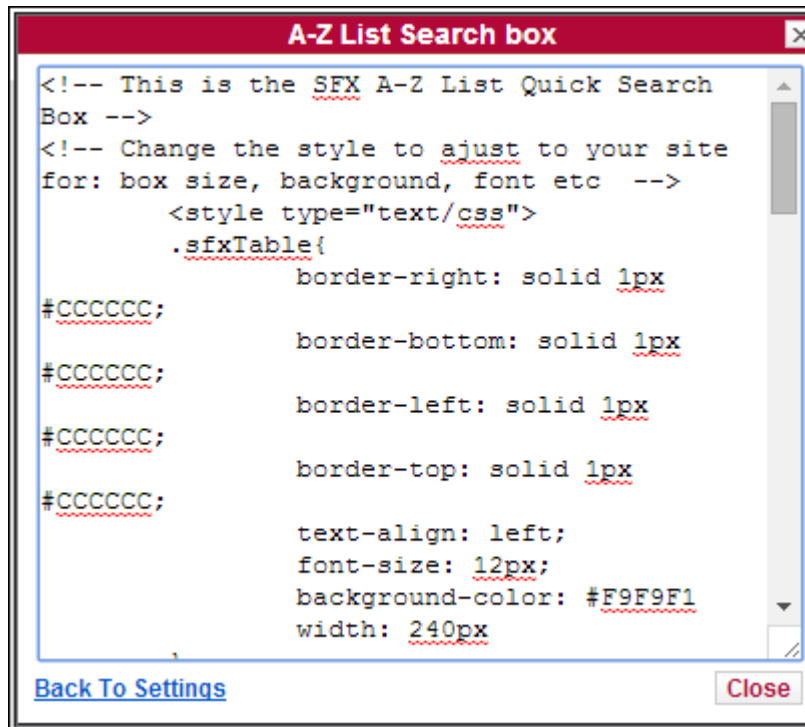 A-Z List Search box
<!-- This is the SFX A-Z List Quick Search
Box -->
<!-- Change the style to ajust to your site
for: box size, background, font etc  -->
<style type="text/css">
.sfxTable{
border-right: solid 1px
#CCCCCC;
border-bottom: solid 1px
#CCCCCC;
border-left: solid 1px
#CCCCCC;
border-top: solid 1px
#CCCCCC;
text-align: left;
font-size: 12px;
background-color: #F9F9F1
width: 240px
Back To Settings
Close